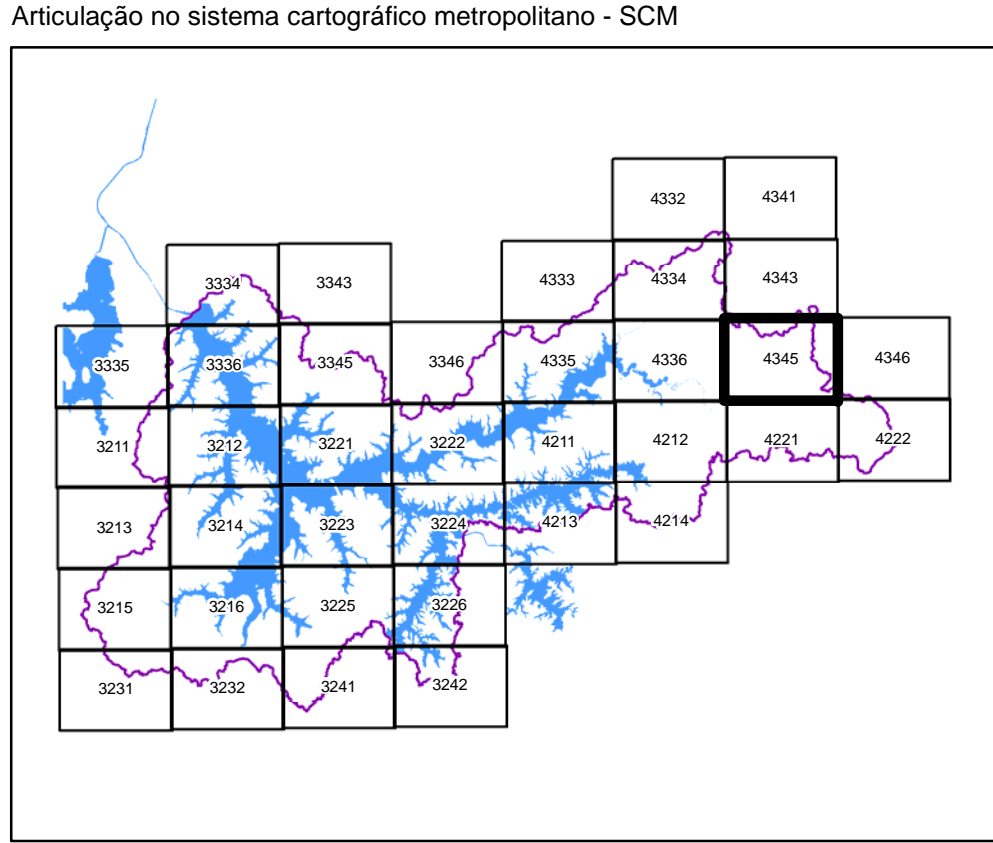 Articulação no sistema cartográfico metropolitano - SCM
4332 4341
3334 3343 4333 4334 4343
3335 3336 3345 3346 4335 4336 4345 4346
3211 3212 3221 3222 4211 4212 4221 4222
3213 3214 3223 3224 4213 4214
3215 3216 3225 3226
3231 3232 3241 3242